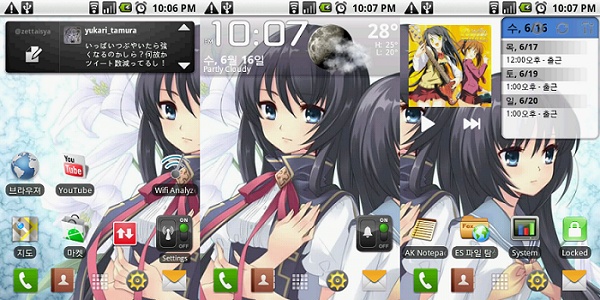 10:06 PM
@zettaisya
yukari_tamura
いっぱいつぶやいたら強
くなるのかしら？何故か
ツイート数減ってるし！
브라우저
YouTube
Wifi Analyz
지도
마켓
ON
OFF
Settings
10:07 PM
10:07
28°
H: 25°
L: 20°
수, 6월 16일
Partly Cloudy
ON
OFF
10:07 PM
수, 6/16
목, 6/17
12:00오후 - 출근
토, 6/19
1:00오후 - 출근
일, 6/20
1:00오후 - 출근
AK Notepad
ES 파일 탐
System
Locked